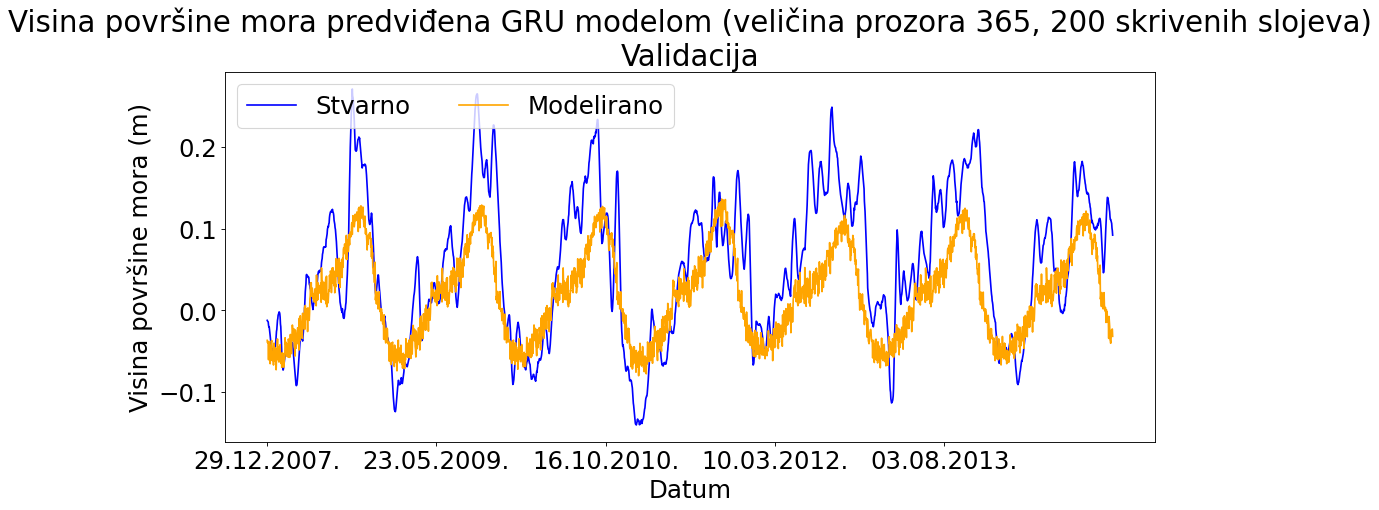 Visina površine mora predviđena GRU modelom (veličina prozora 365, 200 skrivenih slojeva)
Validacija
Stvarno
Modelirano
Visina površine mora (m)
0.2
0.1
0.0
−0.1
29.12.2007.
23.05.2009.
16.10.2010.
10.03.2012.
03.08.2013.
Datum